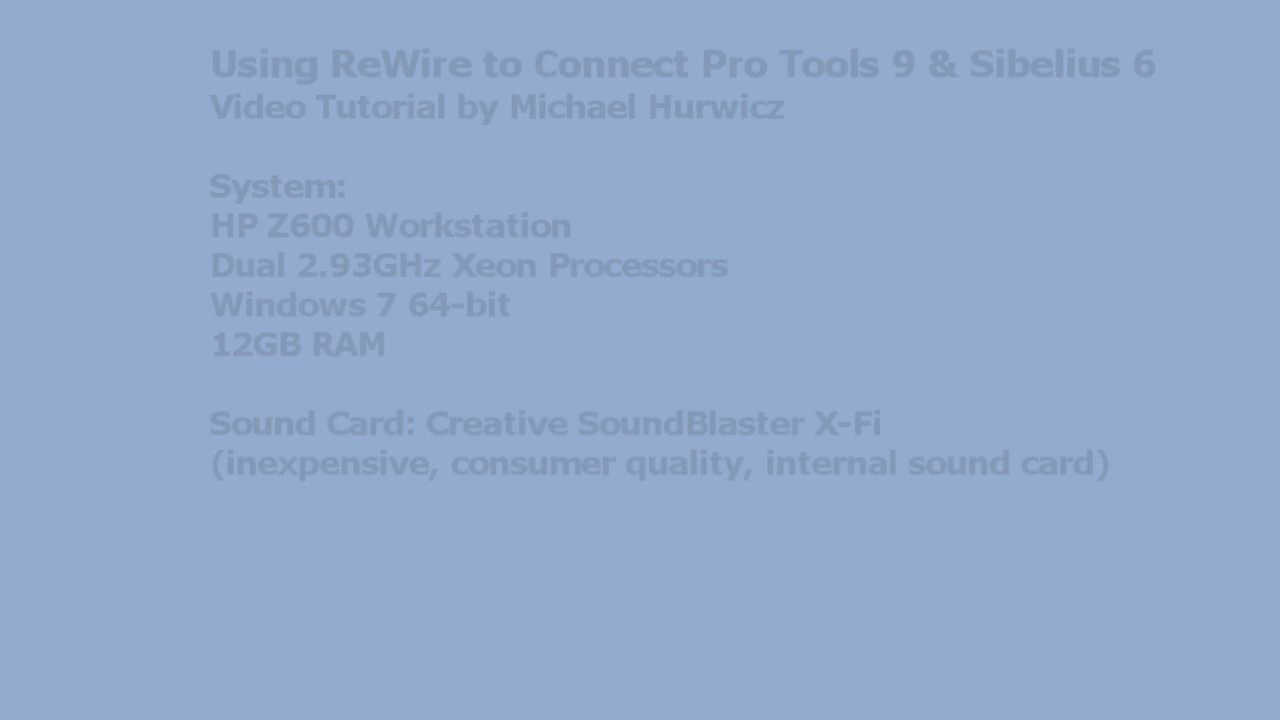 Using ReWire to Connect Pro Tools 9 & Sibelius 6
Video Tutorial by Michael Hurwicz
System:
HP Z600 Workstation
Dual 2.93GHz Xeon Processors
Windows 7 64-bit
12GB RAM
Sound Card: Creative SoundBlaster X-Fi
(inexpensive, consumer quality, internal sound card)